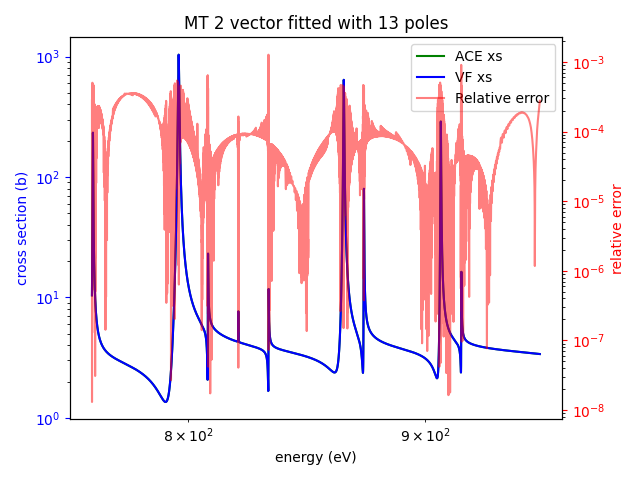 MT 2 vector fitted with 13 poles
ACE xs
VF xs
Relative error
10³
10²
10¹
10⁰
cross section (b)
10⁻³
10⁻⁴
10⁻⁵
10⁻⁶
10⁻⁷
10⁻⁸
relative error
8 × 10²
9 × 10²
energy (eV)